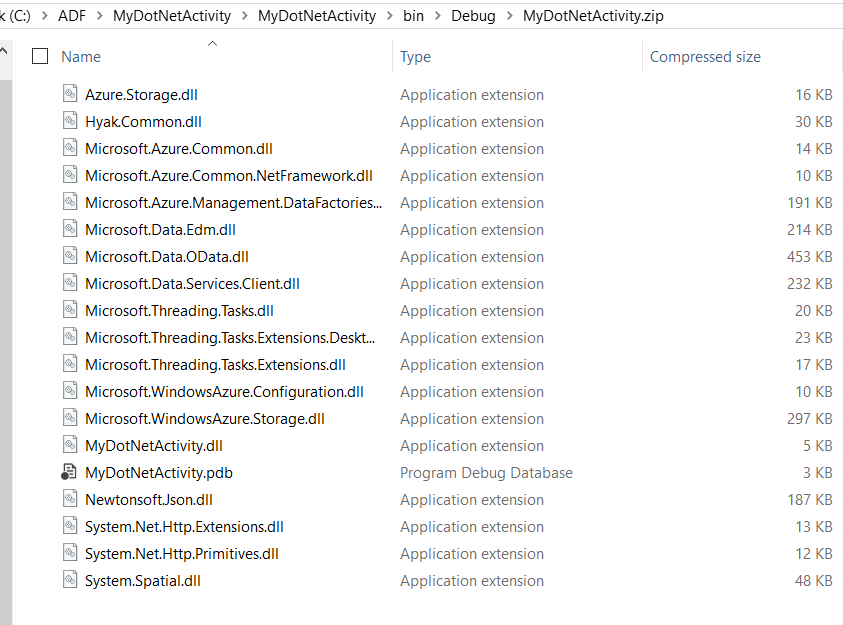 k (C:) > ADF > MyDotNetActivity > MyDotNetActivity > bin > Debug > MyDotNetActivity.zip
Name Type Compressed size
Azure.Storage.dll Application extension 16 KB
Hyak.Common.dll Application extension 30 KB
Microsoft.Azure.Common.dll Application extension 14 KB
Microsoft.Azure.Common.NetFramework.dll Application extension 10 KB
Microsoft.Azure.Management.DataFactories... Application extension 191 KB
Microsoft.Data.Edm.dll Application extension 214 KB
Microsoft.Data.OData.dll Application extension 453 KB
Microsoft.Data.Services.Client.dll Application extension 232 KB
Microsoft.Threading.Tasks.dll Application extension 20 KB
Microsoft.Threading.Tasks.Extensions.Deskt... Application extension 23 KB
Microsoft.Threading.Tasks.Extensions.dll Application extension 17 KB
Microsoft.WindowsAzure.Configuration.dll Application extension 10 KB
Microsoft.WindowsAzure.Storage.dll Application extension 297 KB
MyDotNetActivity.dll Application extension 5 KB
MyDotNetActivity.pdb Program Debug Database 3 KB
Newtonsoft.Json.dll Application extension 187 KB
System.Net.Http.Extensions.dll Application extension 13 KB
System.Net.Http.Primitives.dll Application extension 12 KB
System.Spatial.dll Application extension 48 KB